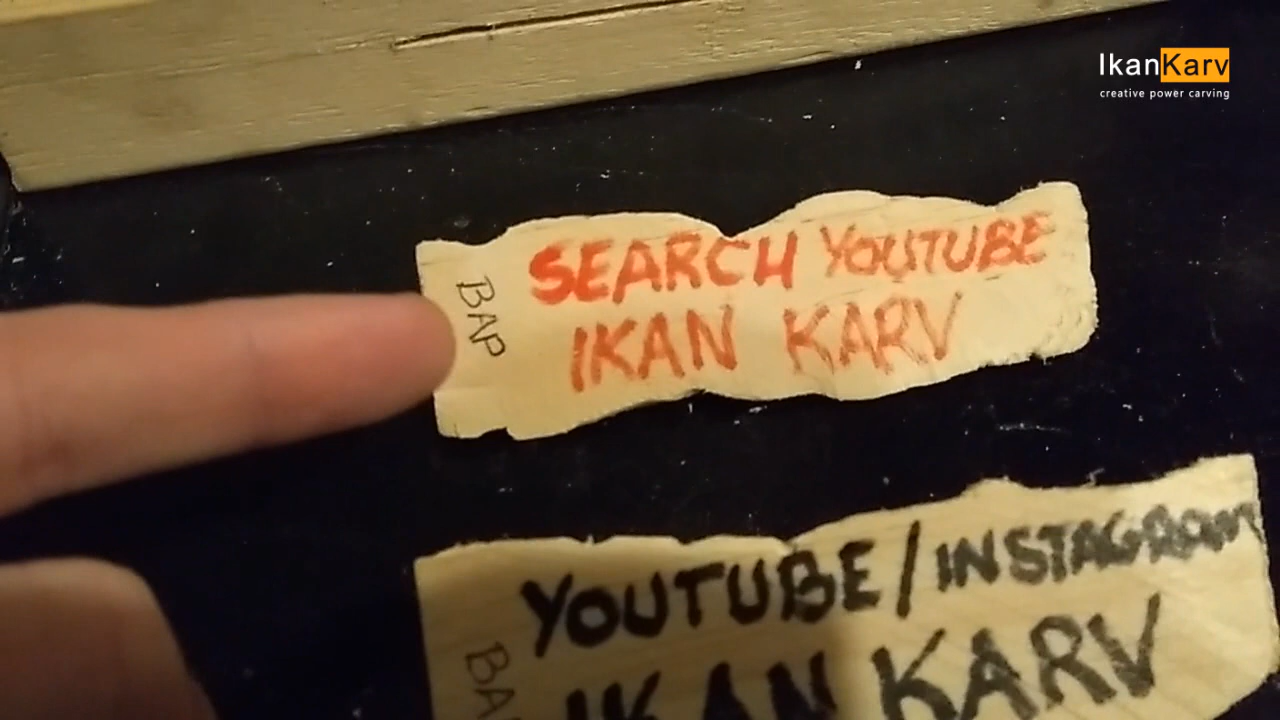 IkanKarv
creative power carving
BAP
SEARCH YOUTUBE
IKAN KARV
YOUTUBE/INSTAGRAM
IKAN KARV